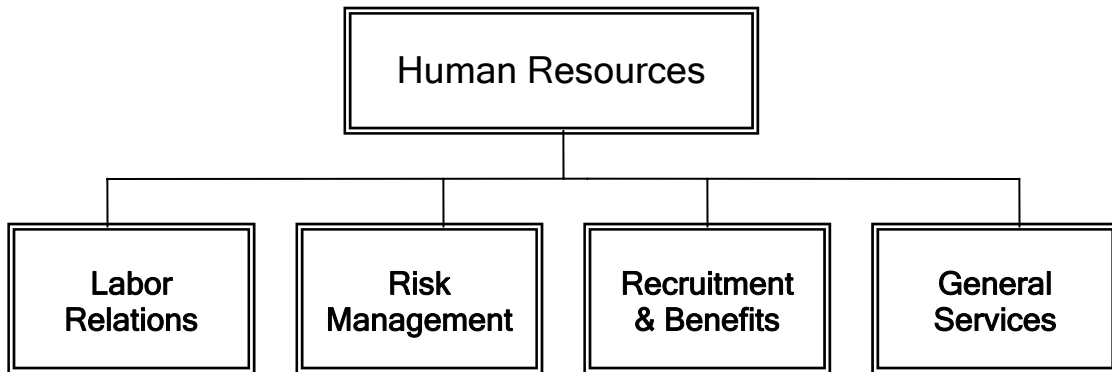 Human Resources
Labor
Relations
Risk
Management
Recruitment
& Benefits
General
Services